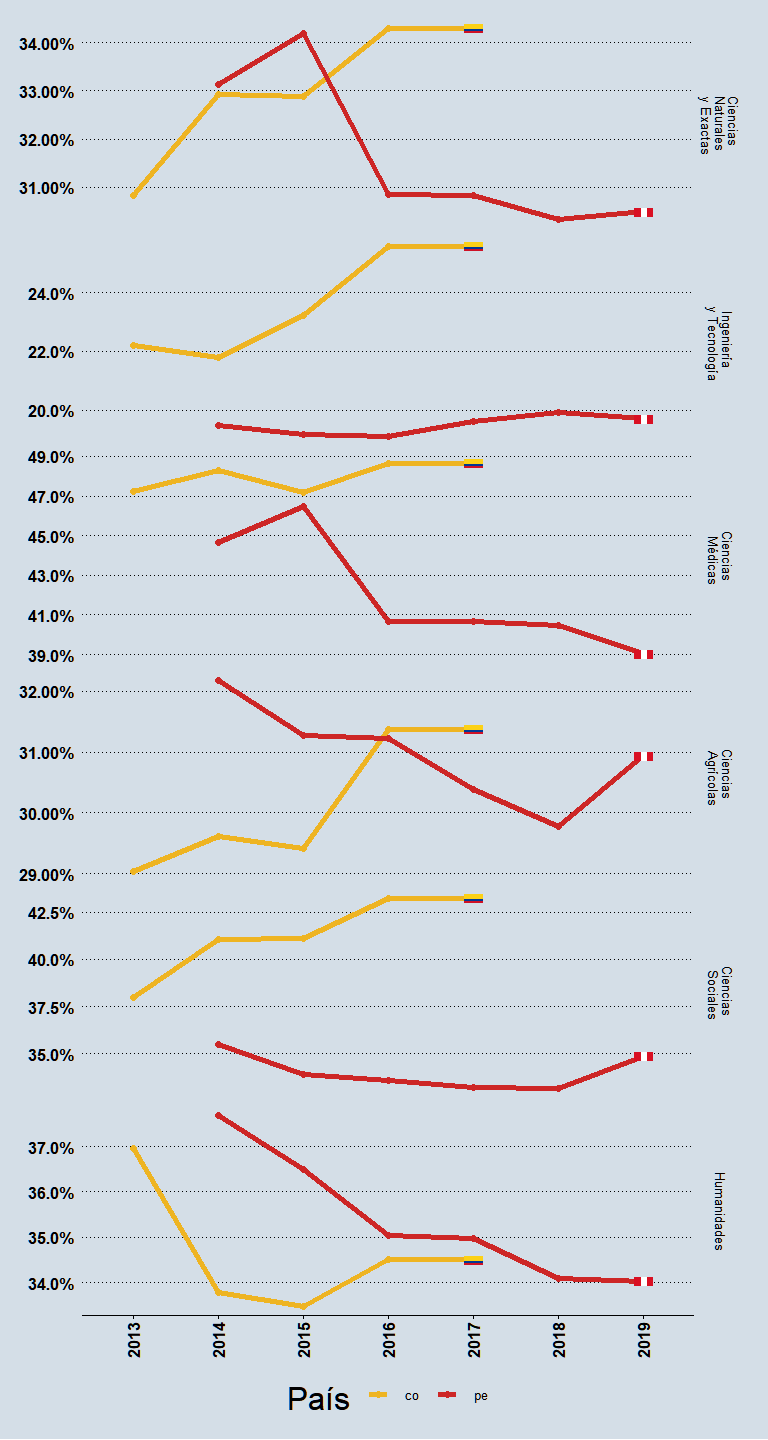 34.00%
33.00%
32.00%
31.00%
Ciencias
Naturales
y Exactas
24.0%
22.0%
20.0%
Ingeniería
y Tecnología
49.0%
47.0%
45.0%
43.0%
41.0%
39.0%
Ciencias
Médicas
32.00%
31.00%
30.00%
29.00%
Ciencias
Agrícolas
42.5%
40.0%
37.5%
35.0%
Ciencias
Sociales
37.0%
36.0%
35.0%
34.0%
Humanidades
2013 2014 2015 2016 2017 2018 2019
País co pe